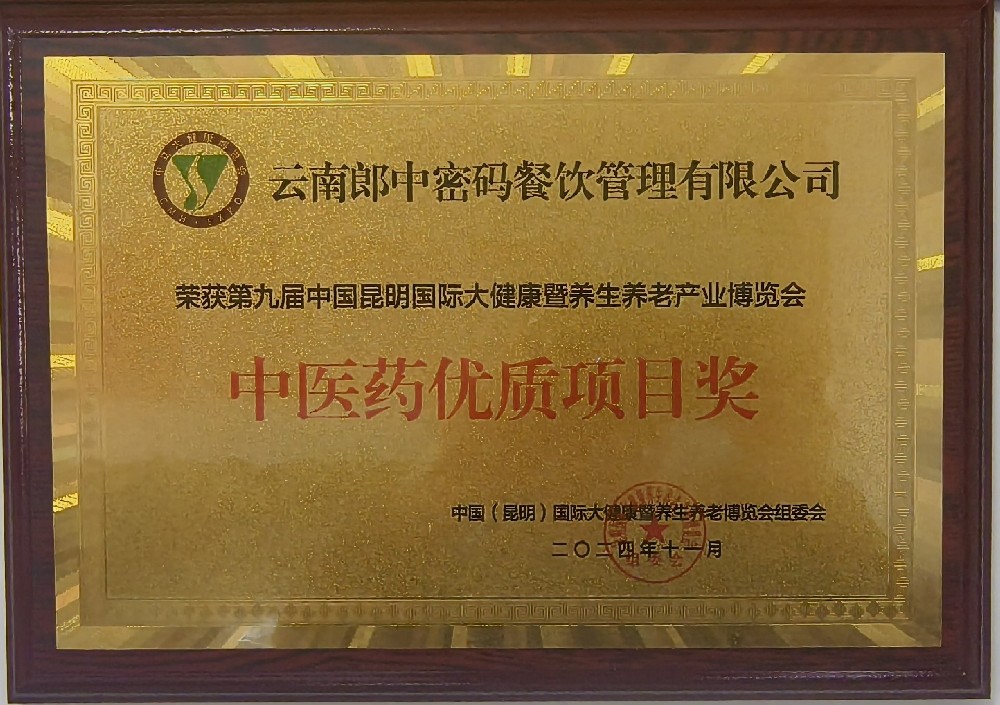 云南郎中密码餐饮管理有限公司
荣获第九届中国昆明国际大健康暨养生养老产业博览会
中医药优质项目奖
中国（昆明）国际大健康暨养生养老博览会组委会
二〇二四年十一月
组委会